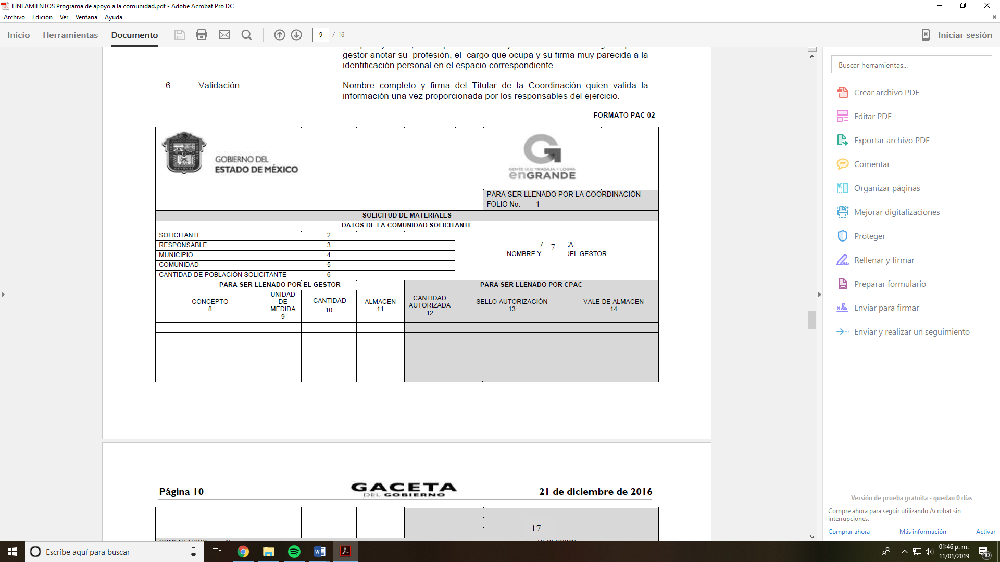 LINEAMIENTOS Programa de apoyo a la comunidad.pdf - Adobe Acrobat Pro DC
Archivo Edición Ver Ventana Ayuda
Inicio Herramientas Documento 9 / 16 Iniciar sesión
gestor anotar su profesión, el cargo que ocupa y su firma muy parecida a la
identificación personal en el espacio correspondiente.
6 Validación: Nombre completo y firma del Titular de la Coordinación quien valida la
información una vez proporcionada por los responsables del ejercicio.
FORMATO PAC 02
GOBIERNO DEL
ESTADO DE MÉXICO
GENTE QUE TRABAJA Y LOGRA
enGRANDE
PARA SER LLENADO POR LA COORDINACIÓN
FOLIO No. 1
SOLICITUD DE MATERIALES
DATOS DE LA COMUNIDAD SOLICITANTE
SOLICITANTE 2
RESPONSABLE 3
MUNICIPIO 4
COMUNIDAD 5
CANTIDAD DE POBLACIÓN SOLICITANTE 6
7
NOMBRE Y DEL GESTOR
PARA SER LLENADO POR EL GESTOR
PARA SER LLENADO POR CPAC
CONCEPTO
8
UNIDAD
DE
MEDIDA
9
CANTIDAD
10
ALMACEN
11
CANTIDAD
AUTORIZADA
12
SELLO AUTORIZACIÓN
13
VALE DE ALMACEN
14
Página 10
GACETA
DEL GOBIERNO
21 de diciembre de 2016
17
Buscar herramientas...
Crear archivo PDF
Editar PDF
Exportar archivo PDF
Comentar
Organizar páginas
Mejorar digitalizaciones
Proteger
Rellenar y firmar
Preparar formulario
Enviar para firmar
Enviar y realizar un seguimiento
Versión de prueba gratuita - quedan 0 días
Compre ahora para seguir utilizando Acrobat sin
interrupciones.
Comprar ahora Más información Activar
Escribe aquí para buscar
01:46 p. m.
11/01/2019
10